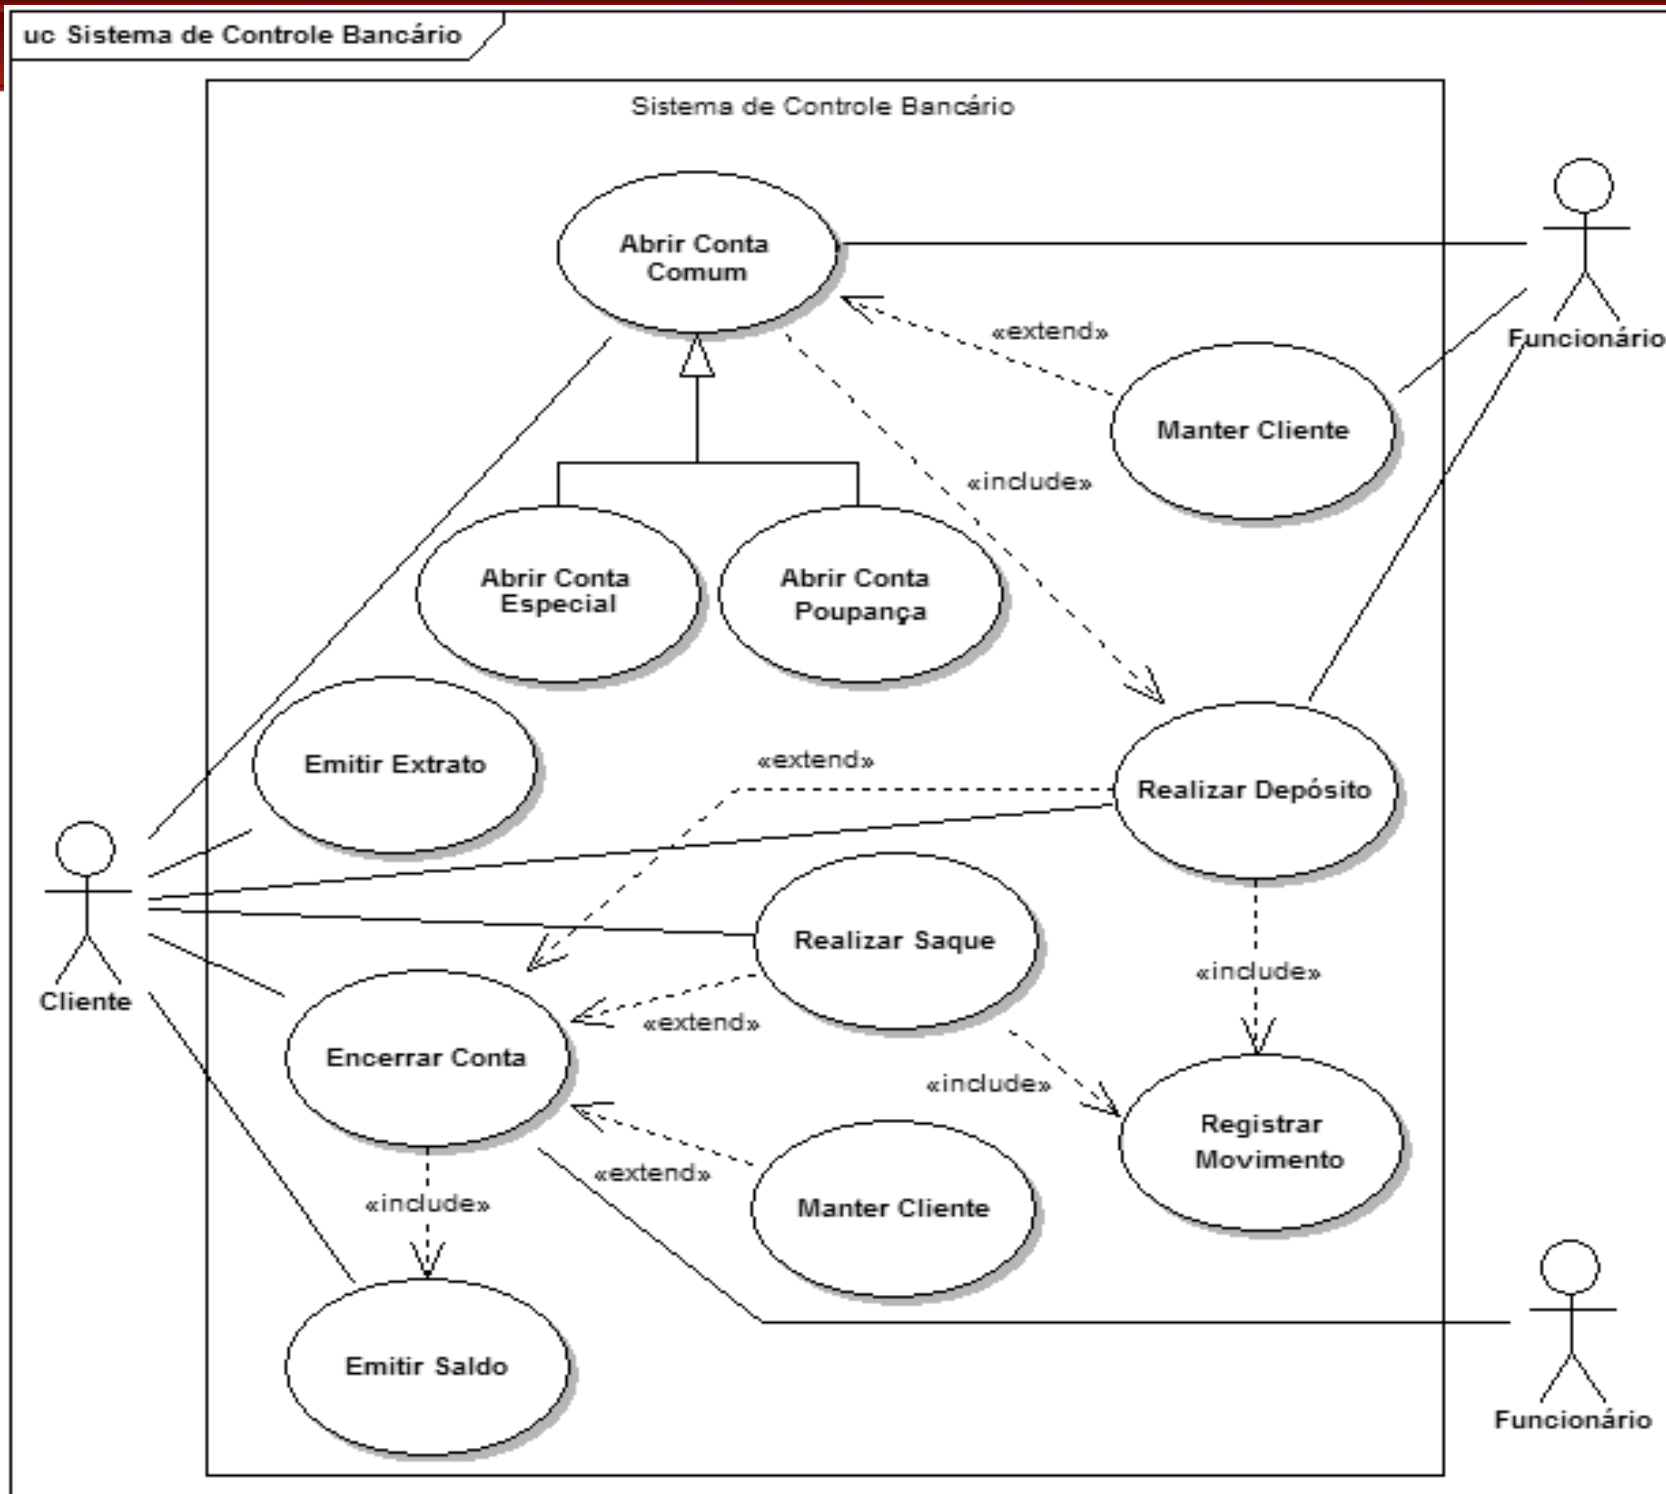 uc Sistema de Controle Bancário
Sistema de Controle Bancário
Abrir Conta
Comum
«extend»
Funcionário
Manter Cliente
«include»
Abrir Conta
Especial
Abrir Conta
Poupança
Emitir Extrato
«extend»
Realizar Depósito
Realizar Saque
«include»
Cliente
«extend»
Encerrar Conta
«include»
Registrar
Movimento
«extend»
«include»
Manter Cliente
Emitir Saldo
Funcionário